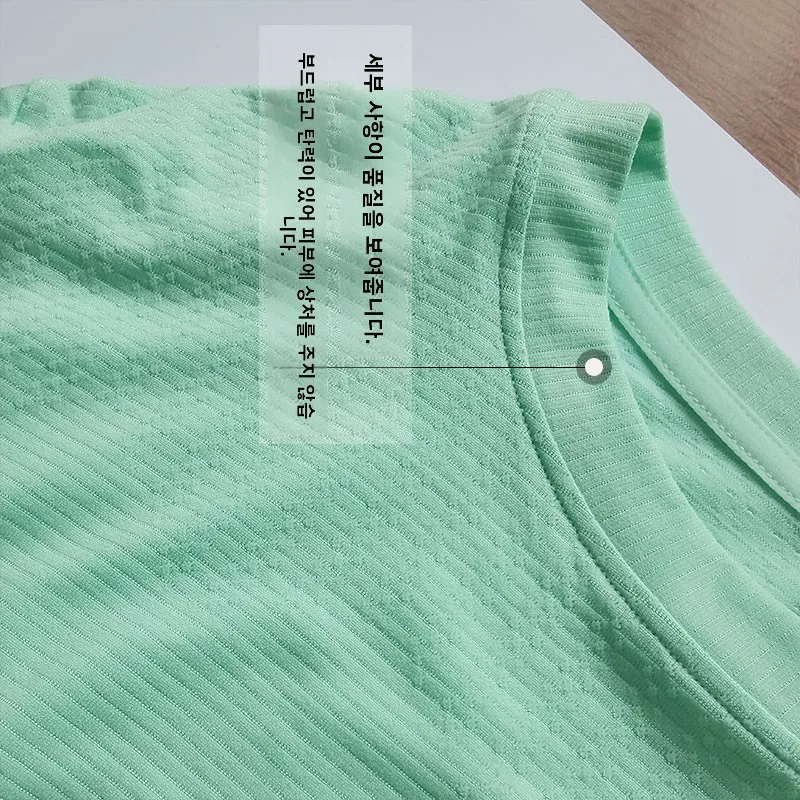 세부 사항이 품질을 보여줍니다.
부드럽고 탄력이 있어 피부에 상처를 주지 않습
니다.